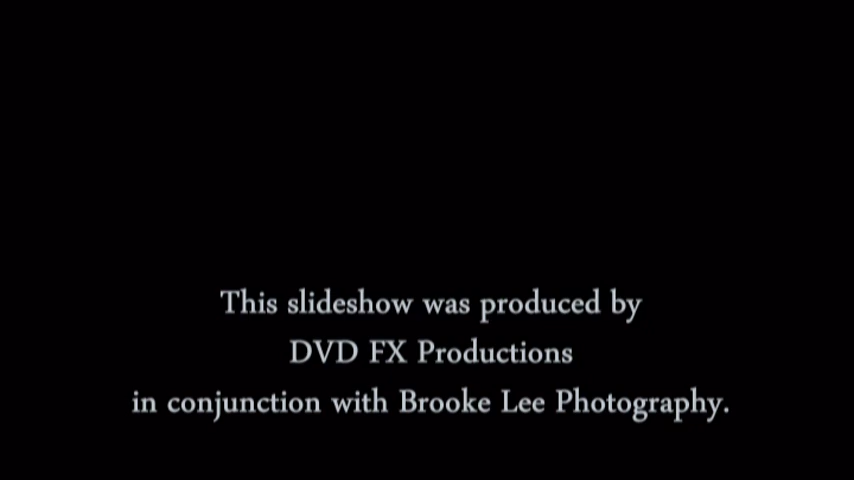 This slideshow was produced by
DVD FX Productions
in conjunction with Brooke Lee Photography.